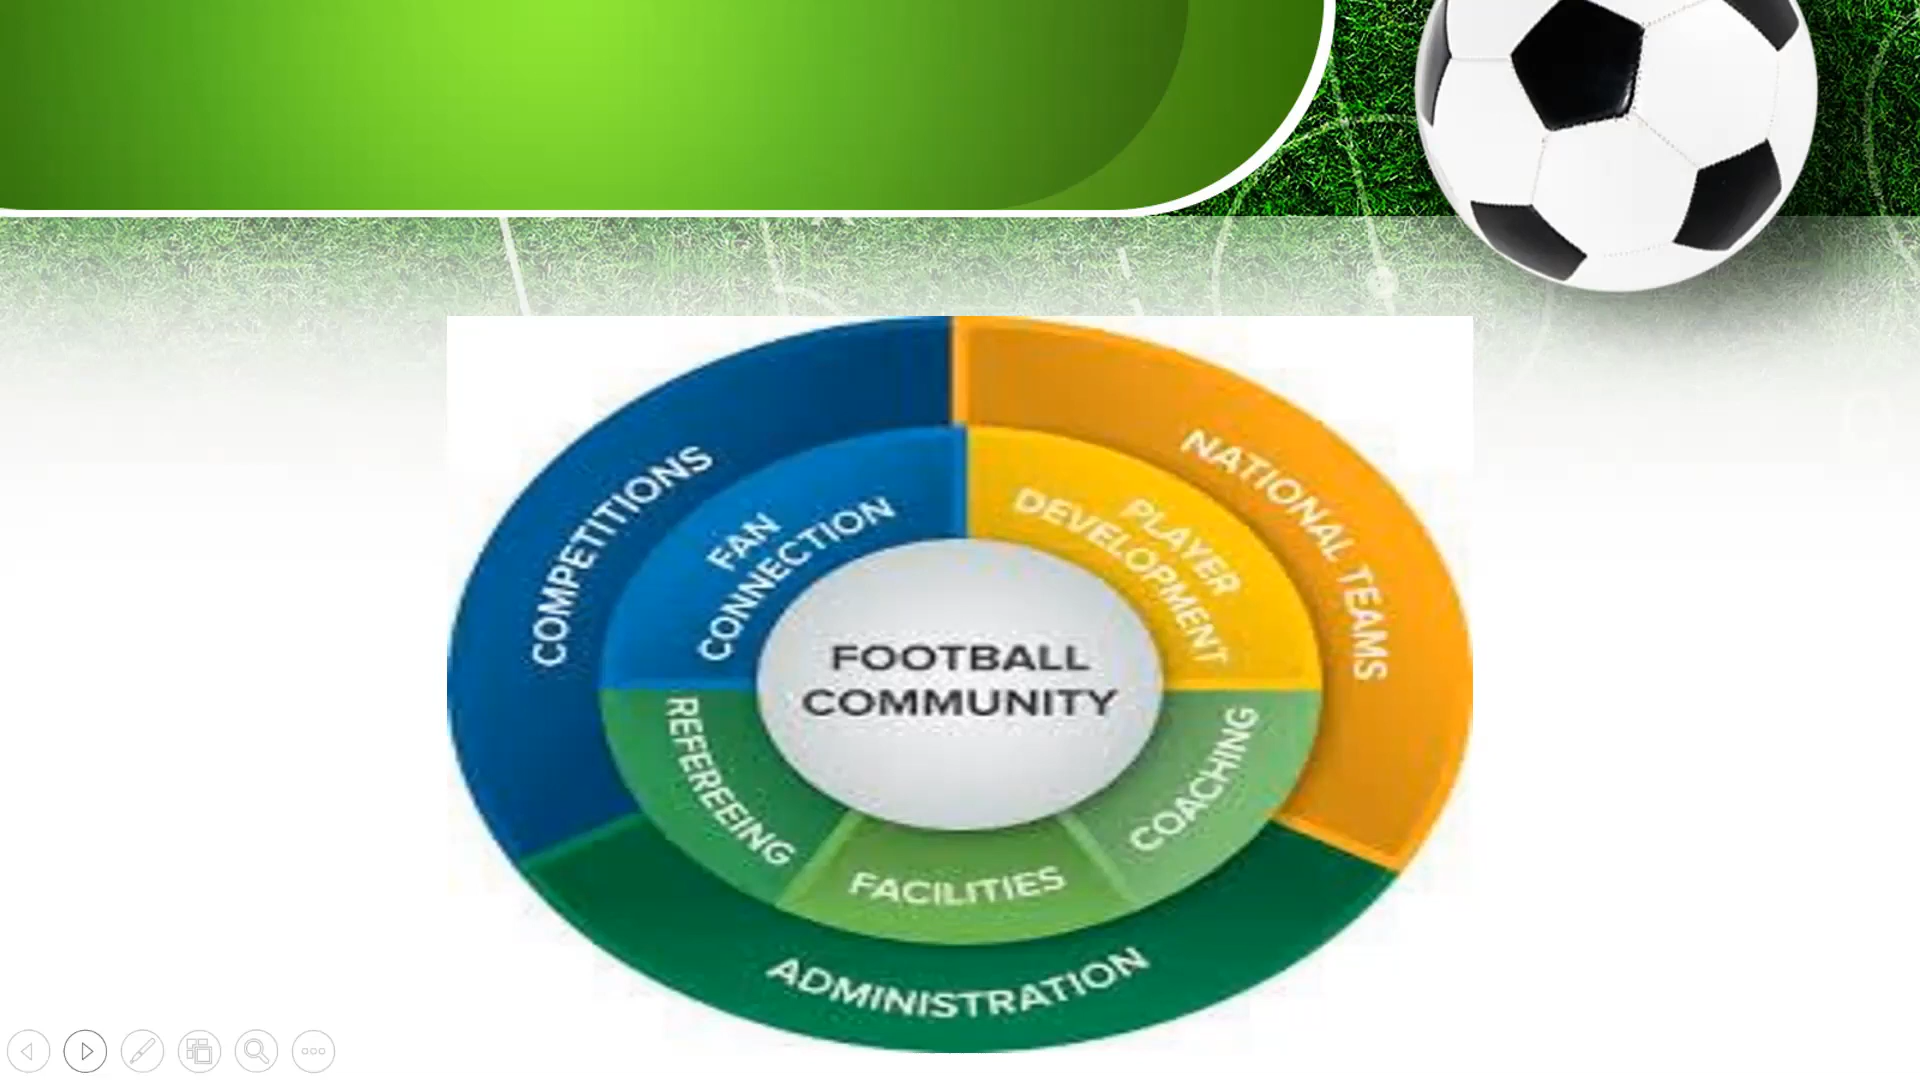 COMPETITIONS
NATIONAL TEAMS
FAN
CONNECTION
PLAYER
DEVELOPMENT
FOOTBALL
COMMUNITY
REFEREEING
COACHING
FACILITIES
ADMINISTRATION